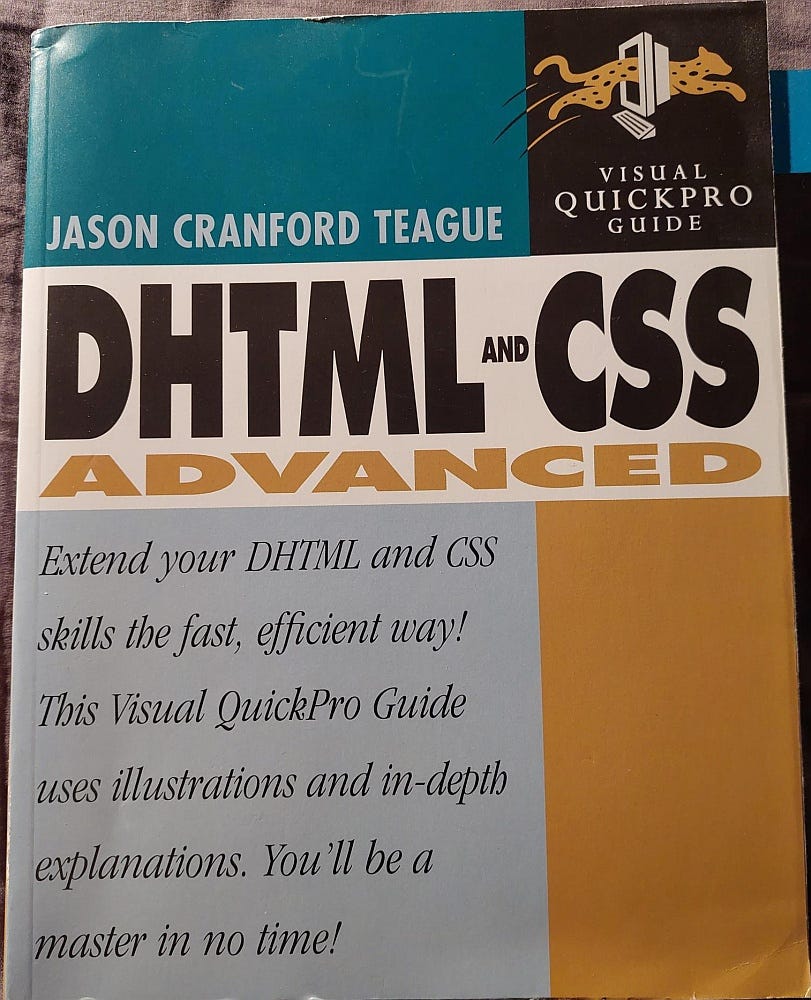 VISUAL
QUICKPRO
GUIDE
JASON CRANFORD TEAGUE
DHTML AND CSS
ADVANCED
Extend your DHTML and CSS
skills the fast, efficient way!
This Visual QuickPro Guide
uses illustrations and in-depth
explanations. You'll be a
master in no time!